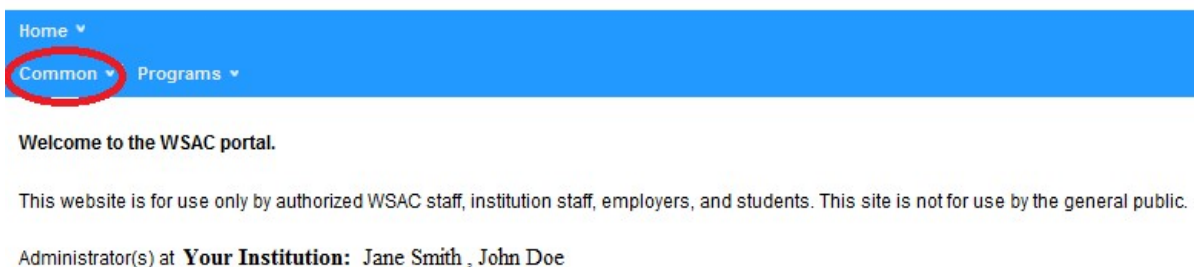 Home
Common Programs
Welcome to the WSAC portal.
This website is for use only by authorized WSAC staff, institution staff, employers, and students. This site is not for use by the general public.
Administrator(s) at Your Institution: Jane Smith , John Doe